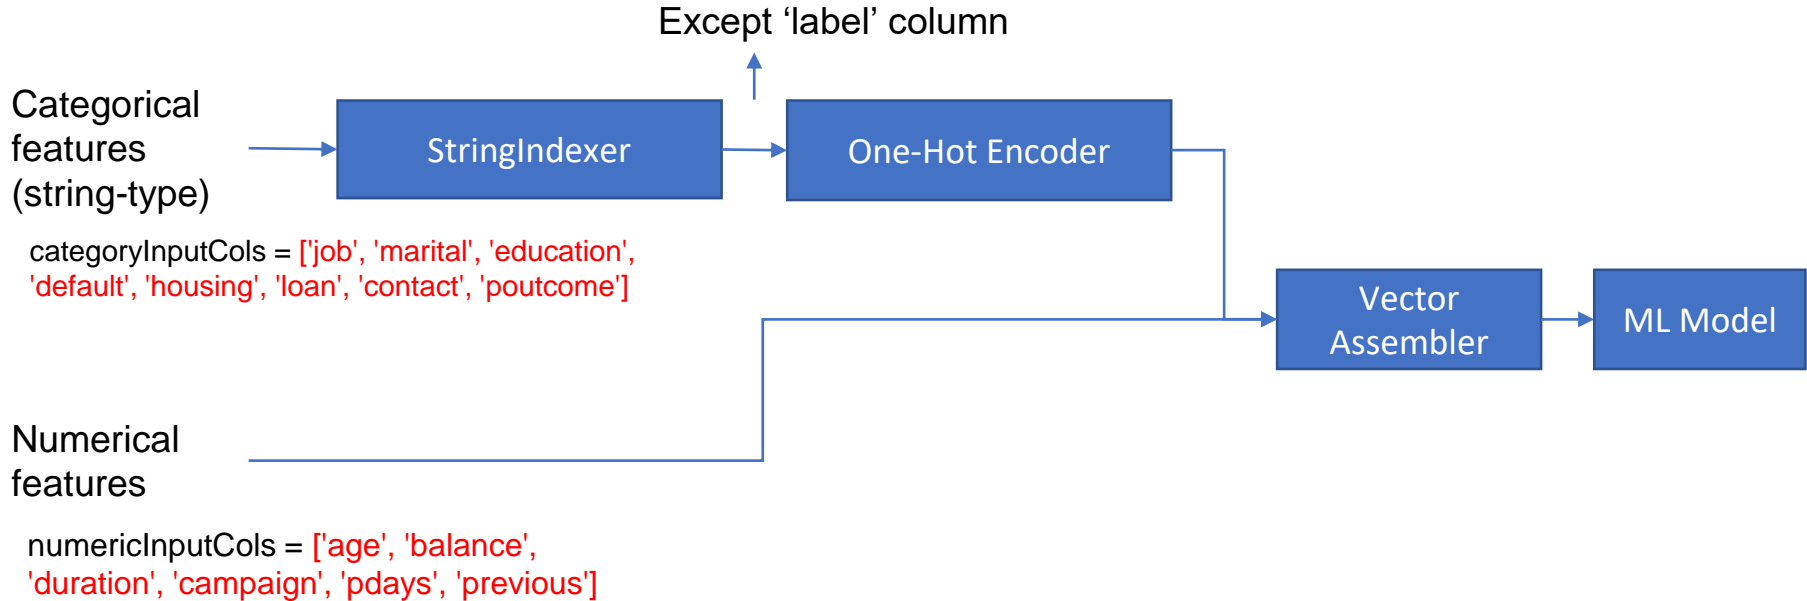 Except ‘label’ column
Categorical
features
(string-type)
StringIndexer
One-Hot Encoder
categoryInputCols = ['job', 'marital', 'education',
'default', 'housing', 'loan', 'contact', 'poutcome']
Vector
Assembler
ML Model
Numerical
features
numericInputCols = ['age', 'balance',
'duration', 'campaign', 'pdays', 'previous']